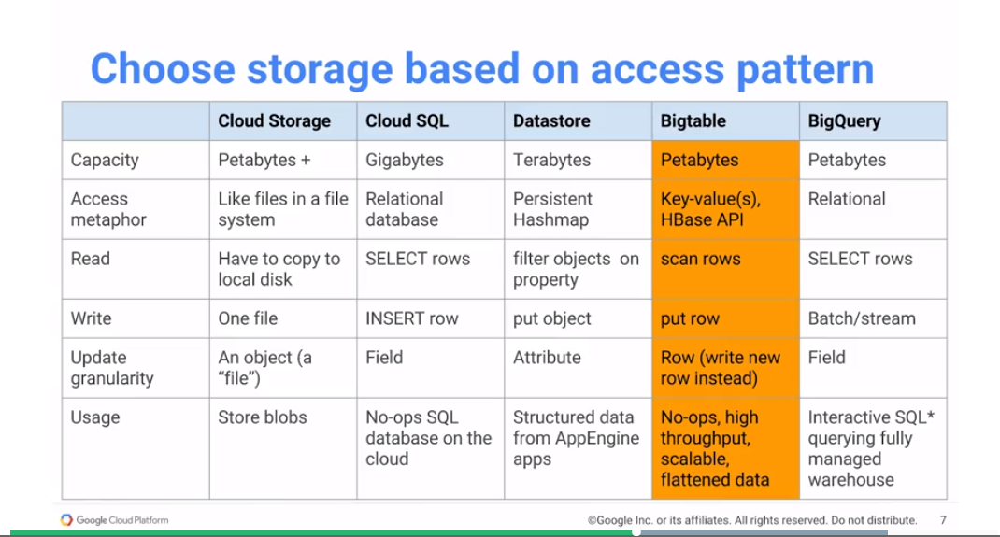 Choose storage based on access pattern
Cloud Storage Cloud SQL Datastore Bigtable BigQuery
Capacity Petabytes + Gigabytes Terabytes Petabytes Petabytes
Access Like files in a file Relational Persistent Key-value(s), Relational
metaphor system database Hashmap HBase API
Read Have to copy to SELECT rows filter objects on scan rows SELECT rows
local disk property
Write One file INSERT row put object put row Batch/stream
Update An object (a Field Attribute Row (write new Field
granularity “file”) row instead)
Usage Store blobs No-ops SQL Structured data No-ops, high Interactive SQL*
database on the from AppEngine throughput, querying fully
cloud apps scalable, managed
flattened data warehouse
Google Cloud Platform ©Google Inc. or its affiliates. All rights reserved. Do not distribute. 7